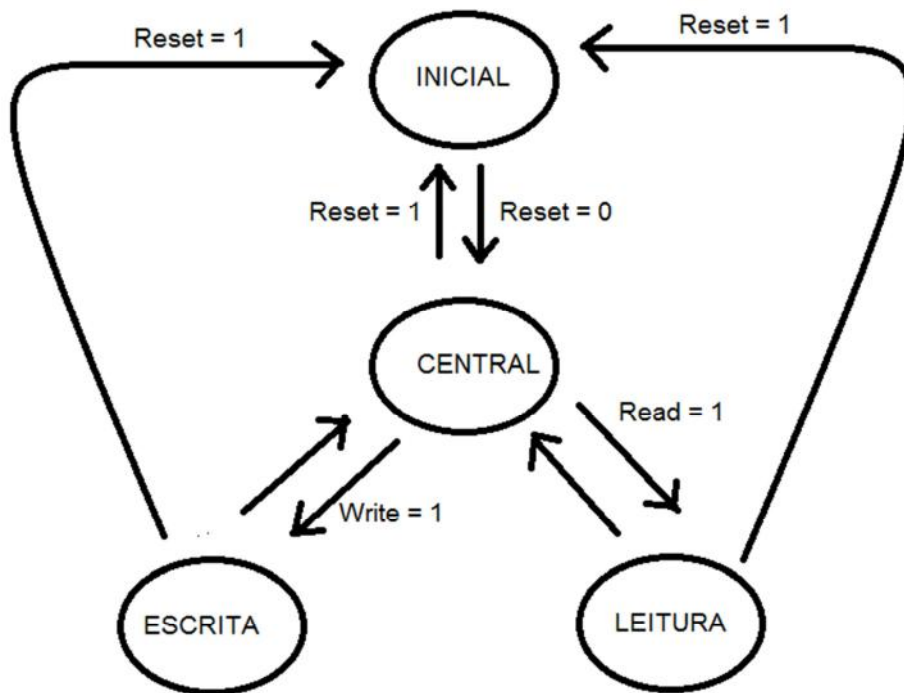 Reset = 1
Reset = 1
INICIAL
Reset = 1
Reset = 0
CENTRAL
Read = 1
Write = 1
ESCRITA
LEITURA